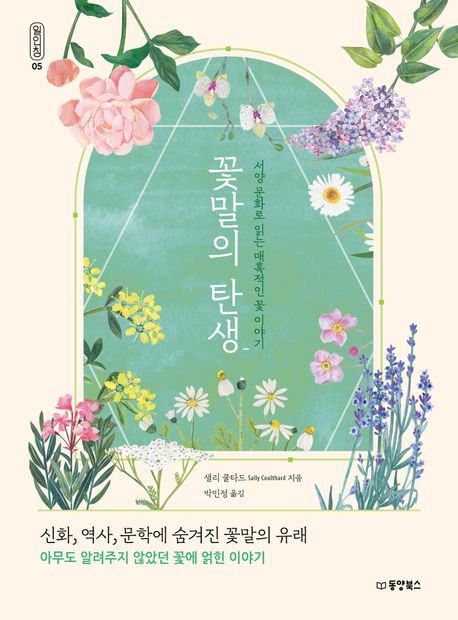 일인칭
05
꽃말의 탄생
서양 문화로 읽는 매혹적인 꽃 이야기
샐리 쿨타드 Sally Coulthard 지음
박민정 옮김
신화, 역사, 문학에 숨겨진 꽃말의 유래
아무도 알려주지 않았던 꽃에 얽힌 이야기
동양북스